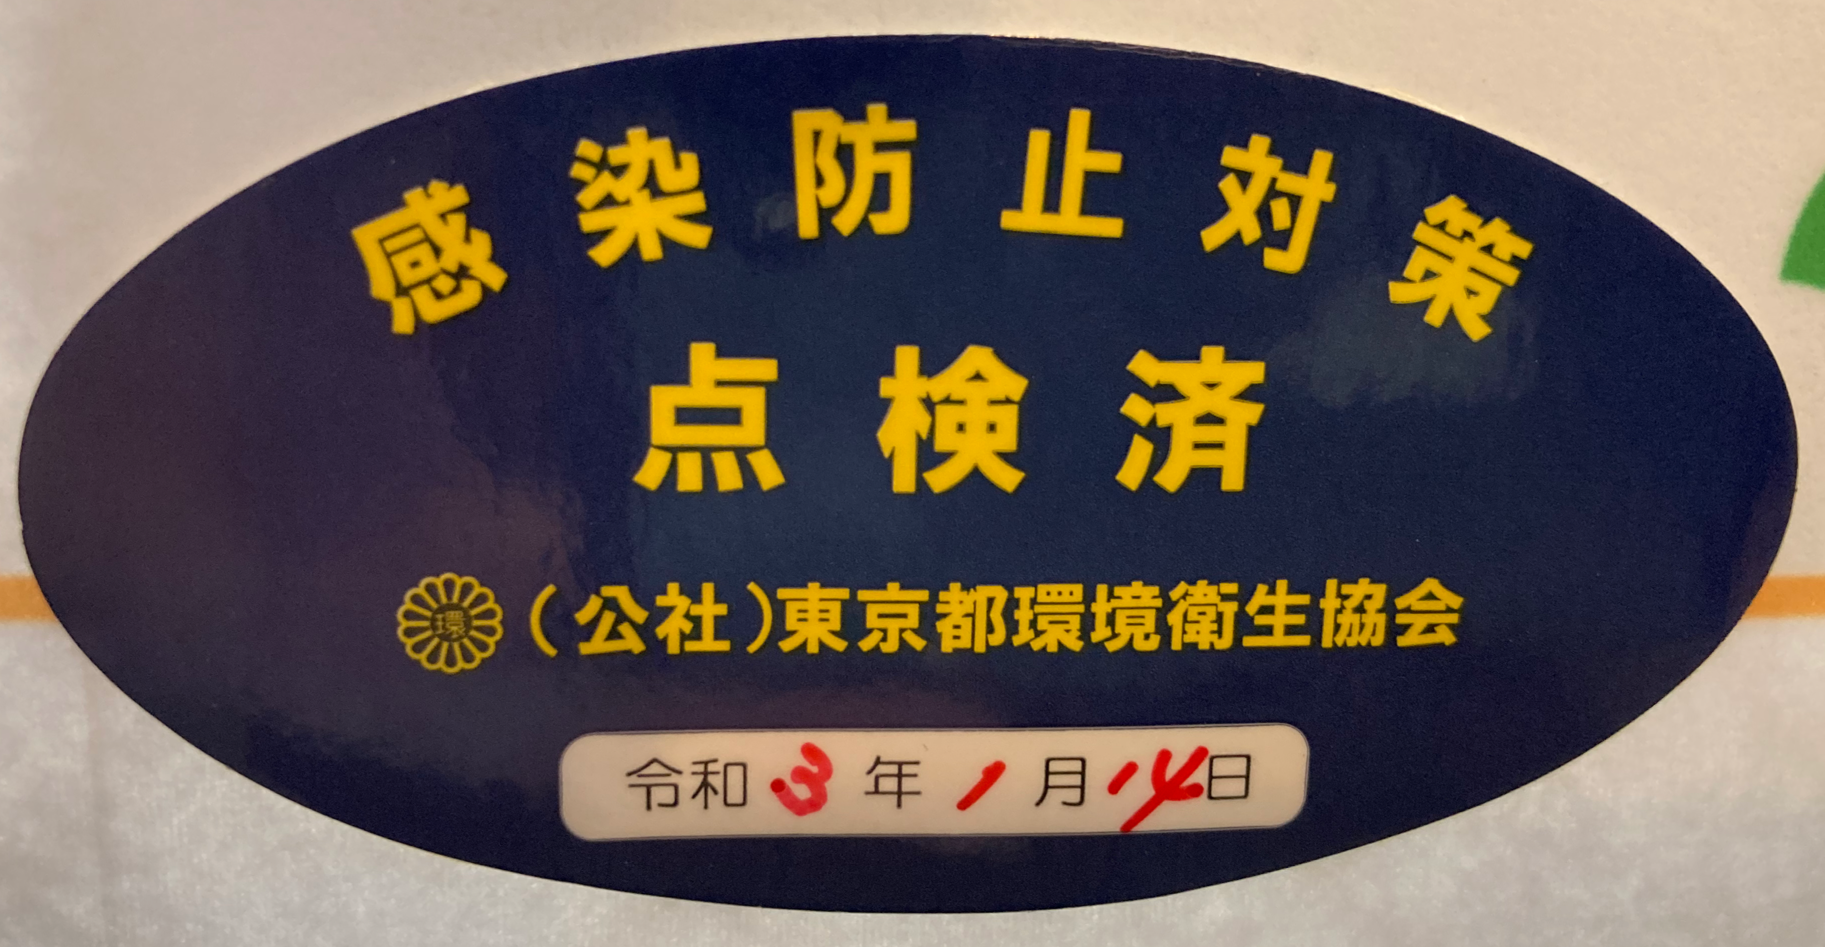 感染防止対策
点検済
環 (公社)東京都環境衛生協会
令和3年1月14日